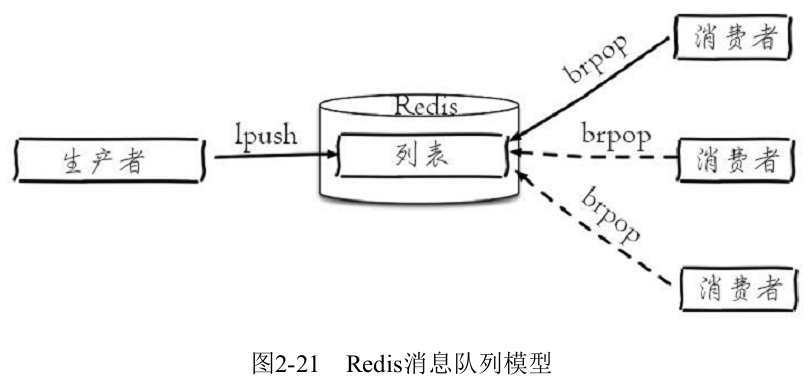 消费者
brpop
Redis
lpush
生产者
列表
brpop
消费者
brpop
消费者
图2-21 Redis消息队列模型